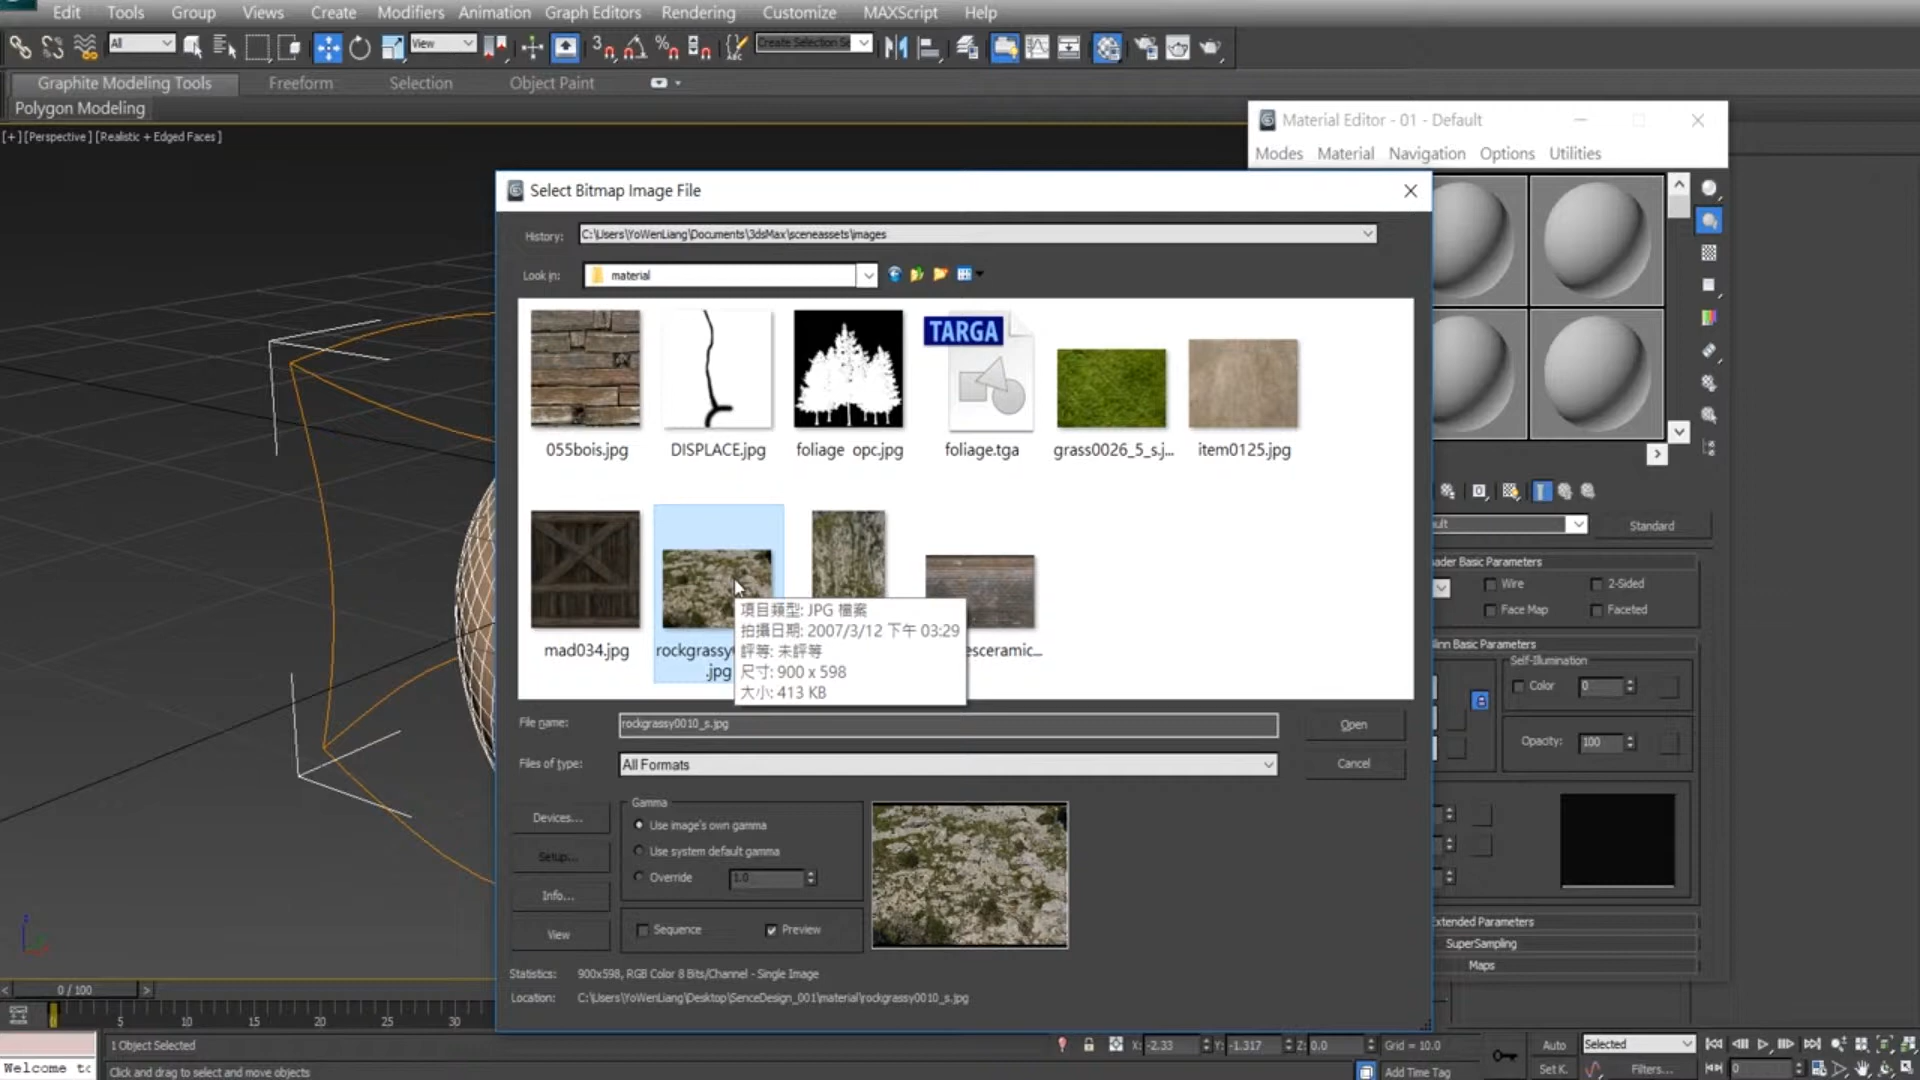 Edit Tools Group Views Create Modifiers Animation Graph Editors Rendering Customize MAXScript Help
All View Create Selection Se
Graphite Modeling Tools Freeform Selection Object Paint
Polygon Modeling
[+][Perspective][Realistic + Edged Faces]
Material Editor - 01 - Default
Modes Material Navigation Options Utilities
Select Bitmap Image File
History: C:\Users\YoWenLiang\Documents\3dsMax\sceneassets\images
Look in: material
TARGA
055bois.jpg DISPLACE.jpg foliage opc.jpg foliage.tga grass0026_5_s.j... item0125.jpg
mad034.jpg rockgrassy
.jpg
esceramic...
項目類型: JPG 檔案
拍攝日期: 2007/3/12 下午 03:29
評等: 未評等
尺寸: 900 x 598
大小: 413 KB
File name: rockgrassy0010_s.jpg Open
Files of type: All Formats Cancel
Devices...
Setup...
Info...
View
Gamma
Use image's own gamma
Use system default gamma
Override 1.0
Sequence Preview
Statistics: 900x598, RGB Color 8 Bits/Channel - Single Image
Location: C:\Users\YoWenLiang\Desktop\SenceDesign_001\material\rockgrassy0010_s.jpg
ult Standard
ader Basic Parameters
Wire 2-Sided
Face Map Faceted
linn Basic Parameters
Self-Illumination
Color 0
Opacity: 100
Extended Parameters
SuperSampling
Maps
0 / 100
0 5 10 15 20 25 30
1 Object Selected X: -2.33 Y: -1.317 Z: 0.0 Grid = 10.0 Auto Selected
Welcome to Click and drag to select and move objects Add Time Tag Set K. Filters... 0